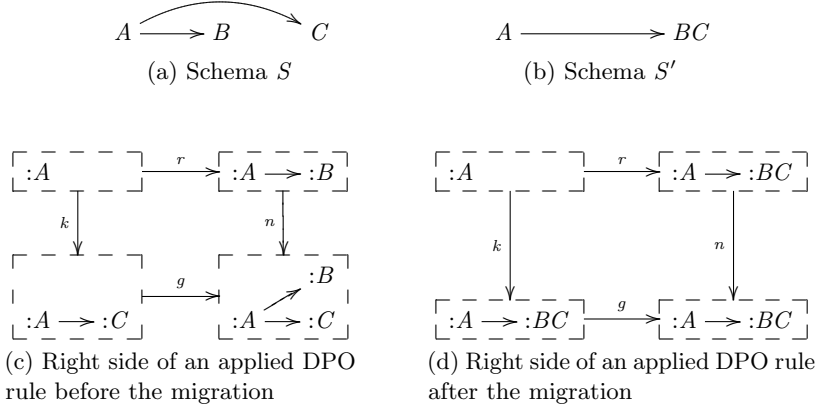 A B C
A BC
(a) Schema S
(b) Schema S′
:A r :A :B
:A r :A :BC
k n
k n
:B
g
:A :C :A :C
:A :BC g :A :BC
(c) Right side of an applied DPO
rule before the migration
(d) Right side of an applied DPO rule
after the migration